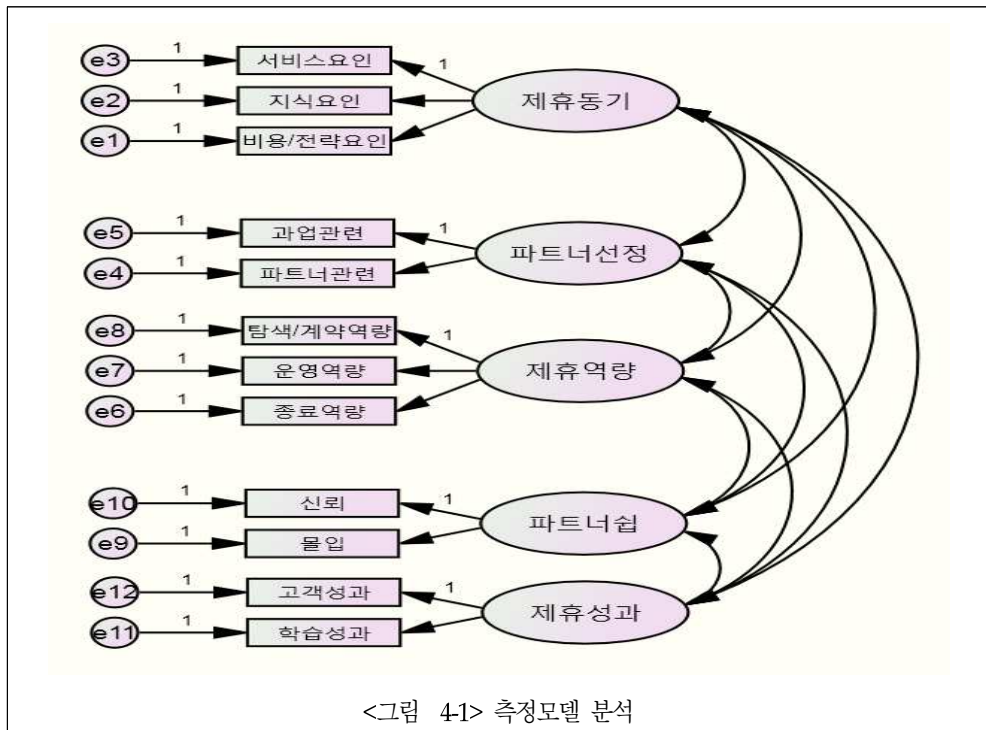 e3 1 서비스요인 1
e2 1 지식요인 제휴동기
e1 1 비용/전략요인
e5 1 과업관련 1 파트너선정
e4 1 파트너관련
e8 1 탐색/계약역량 1
e7 1 운영역량 제휴역량
e6 1 종료역량
e10 1 신뢰 1 파트너쉽
e9 1 몰입
e12 1 고객성과 1 제휴성과
e11 1 학습성과
<그림 4-1> 측정모델 분석